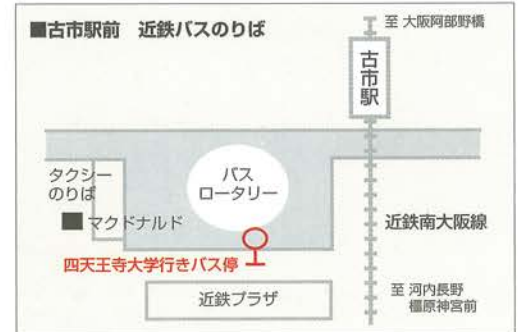 ■古市駅前　近鉄バスのりば
至 大阪阿部野橋
古市駅
タクシー
のりば
バス
ロータリー
■ マクドナルド
近鉄南大阪線
四天王寺大学行きバス停
近鉄プラザ
至 河内長野
橿原神宮前